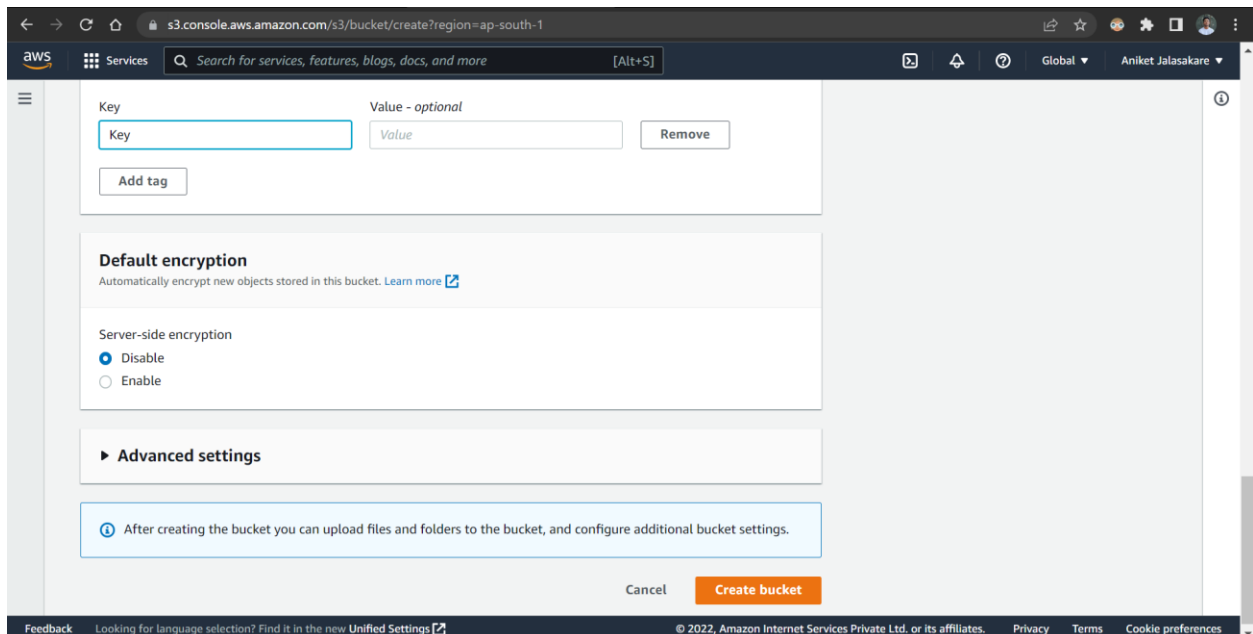 s3.console.aws.amazon.com/s3/bucket/create?region=ap-south-1
aws Services Search for services, features, blogs, docs, and more [Alt+S] Global ▼ Aniket Jalasakare ▼
Key Value - optional
Key Value Remove
Add tag
Default encryption
Automatically encrypt new objects stored in this bucket. Learn more
Server-side encryption
Disable
Enable
Advanced settings
After creating the bucket you can upload files and folders to the bucket, and configure additional bucket settings.
Cancel Create bucket
Feedback Looking for language selection? Find it in the new Unified Settings © 2022, Amazon Internet Services Private Ltd. or its affiliates. Privacy Terms Cookie preferences